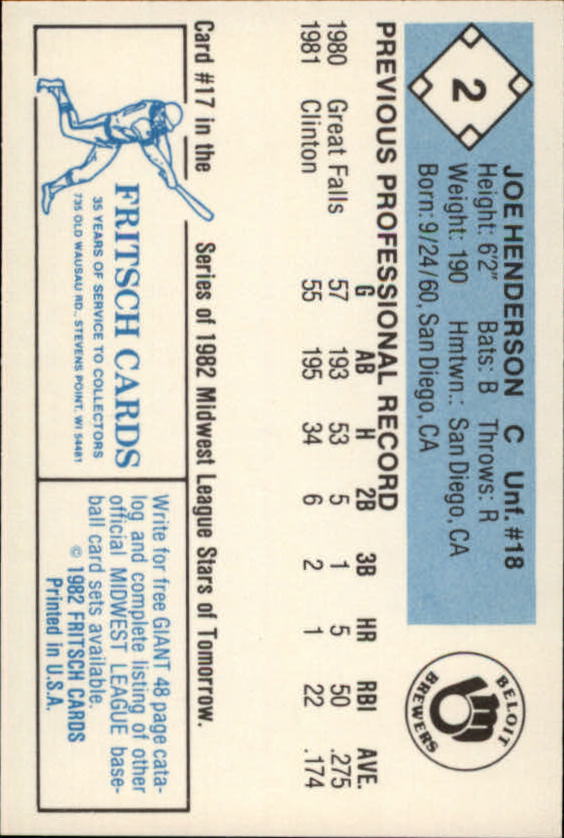 2
JOE HENDERSON C Unf. #18
Height: 6'2" Bats: B Throws: R
Weight: 190 Hmtwn.: San Diego, CA
Born: 9/24/60, San Diego, CA
BELOIT
BREWERS
PREVIOUS PROFESSIONAL RECORD
G AB H 2B 3B HR RBI AVE.
1980 Great Falls 57 193 53 5 1 5 50 .275
1981 Clinton 55 195 34 6 2 1 22 .174
Card #17 in the Series of 1982 Midwest League Stars of Tomorrow.
FRITSCH CARDS
35 YEARS OF SERVICE TO COLLECTORS
735 OLD WAUSAU RD., STEVENS POINT, WI 54481
Write for free GIANT 48 page cata-
log and complete listing of other
official MIDWEST LEAGUE base-
ball card sets available.
© 1982 FRITSCH CARDS
Printed in U.S.A.